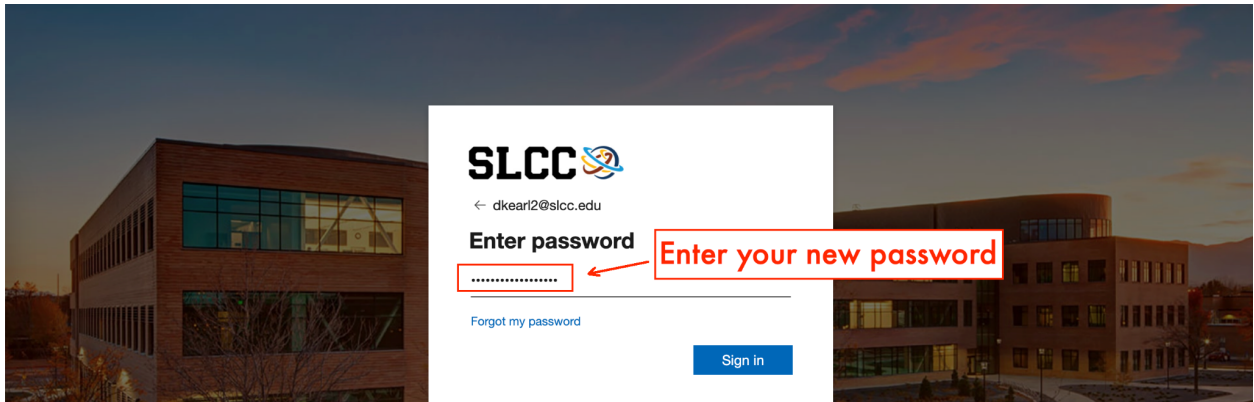 SLCC
← dkearl2@slcc.edu
Enter password
Enter your new password
••••••••••••••••••
Forgot my password
Sign in